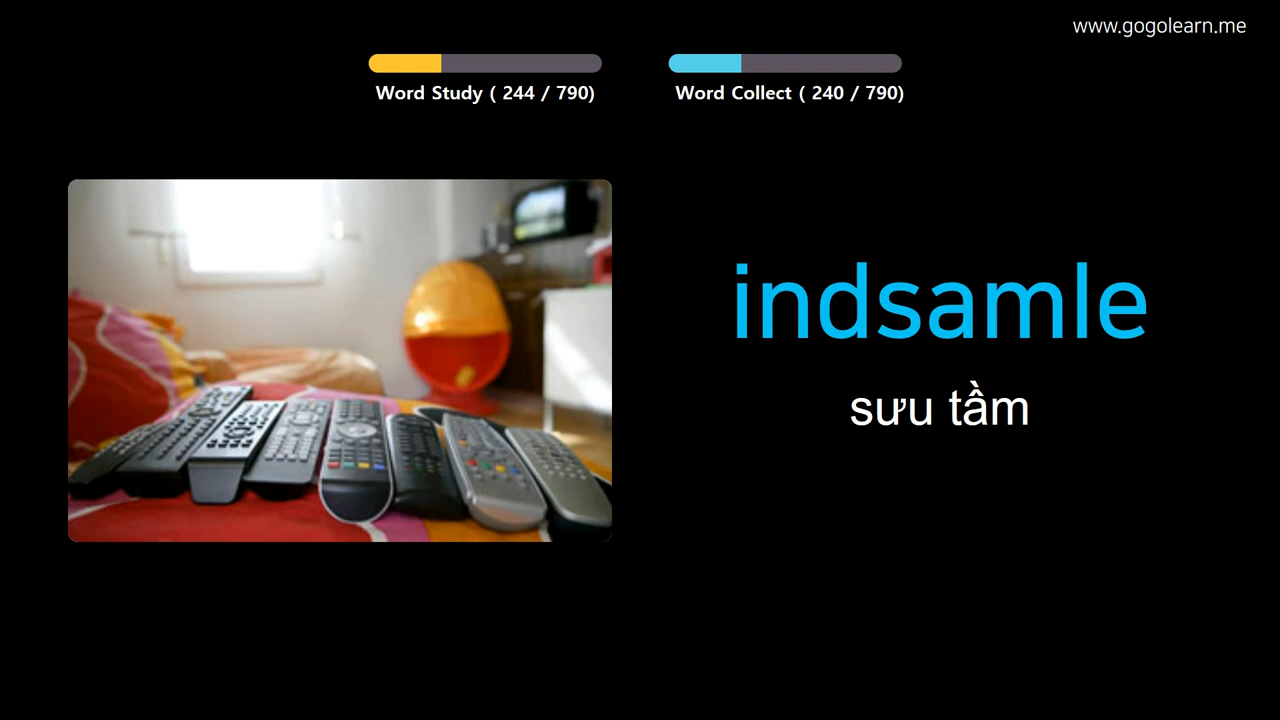 www.gogolearn.me
Word Study ( 244 / 790)
Word Collect ( 240 / 790)
indsamle
sưu tầm